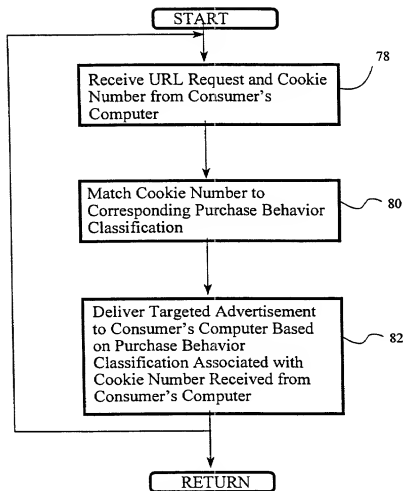 START
78
Receive URL Request and Cookie
Number from Consumer's
Computer
Match Cookie Number to
Corresponding Purchase Behavior
Classification
80
Deliver Targeted Advertisement
to Consumer's Computer Based
on Purchase Behavior
Classification Associated with
Cookie Number Received from
Consumer's Computer
82
RETURN